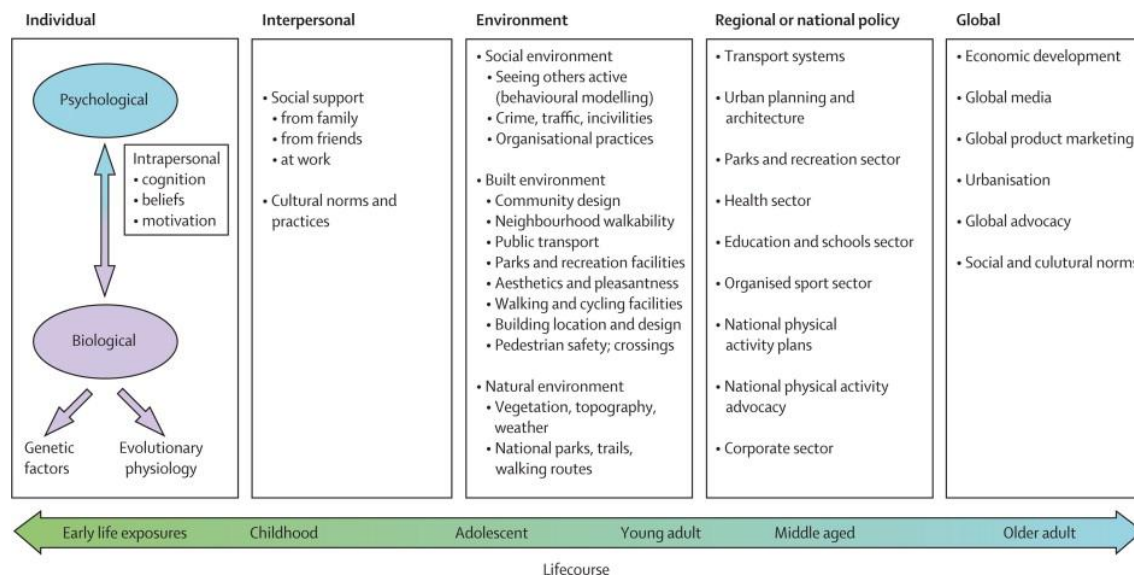 Individual
Psychological
Intrapersonal
• cognition
• beliefs
• motivation
Biological
Genetic
factors
Evolutionary
physiology
Interpersonal
• Social support
• from family
• from friends
• at work
• Cultural norms and
practices
Environment
• Social environment
• Seeing others active
(behavioural modelling)
• Crime, traffic, incivilities
• Organisational practices
• Built environment
• Community design
• Neighbourhood walkability
• Public transport
• Parks and recreation facilities
• Aesthetics and pleasantness
• Walking and cycling facilities
• Building location and design
• Pedestrian safety; crossings
• Natural environment
• Vegetation, topography,
weather
• National parks, trails,
walking routes
Regional or national policy
• Transport systems
• Urban planning and
architecture
• Parks and recreation sector
• Health sector
• Education and schools sector
• Organised sport sector
• National physical
activity plans
• National physical activity
advocacy
• Corporate sector
Global
• Economic development
• Global media
• Global product marketing
• Urbanisation
• Global advocacy
• Social and culutural norms
Early life exposures
Childhood
Adolescent
Young adult
Middle aged
Older adult
Lifecourse